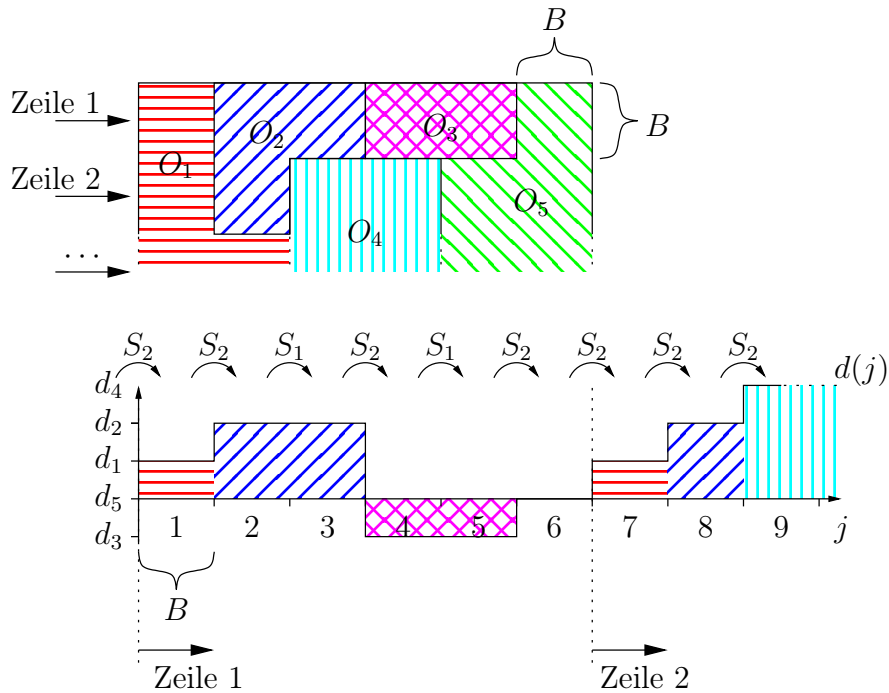 B
Zeile 1
O₂
O₃
B
O₁
Zeile 2
O₅
O₄
...
S₂ S₂ S₁ S₂ S₁ S₂ S₂ S₂ S₂
d₄
d(j)
d₂
d₁
d₅
d₃
1 2 3 4 5 6 7 8 9 j
B
Zeile 1 Zeile 2